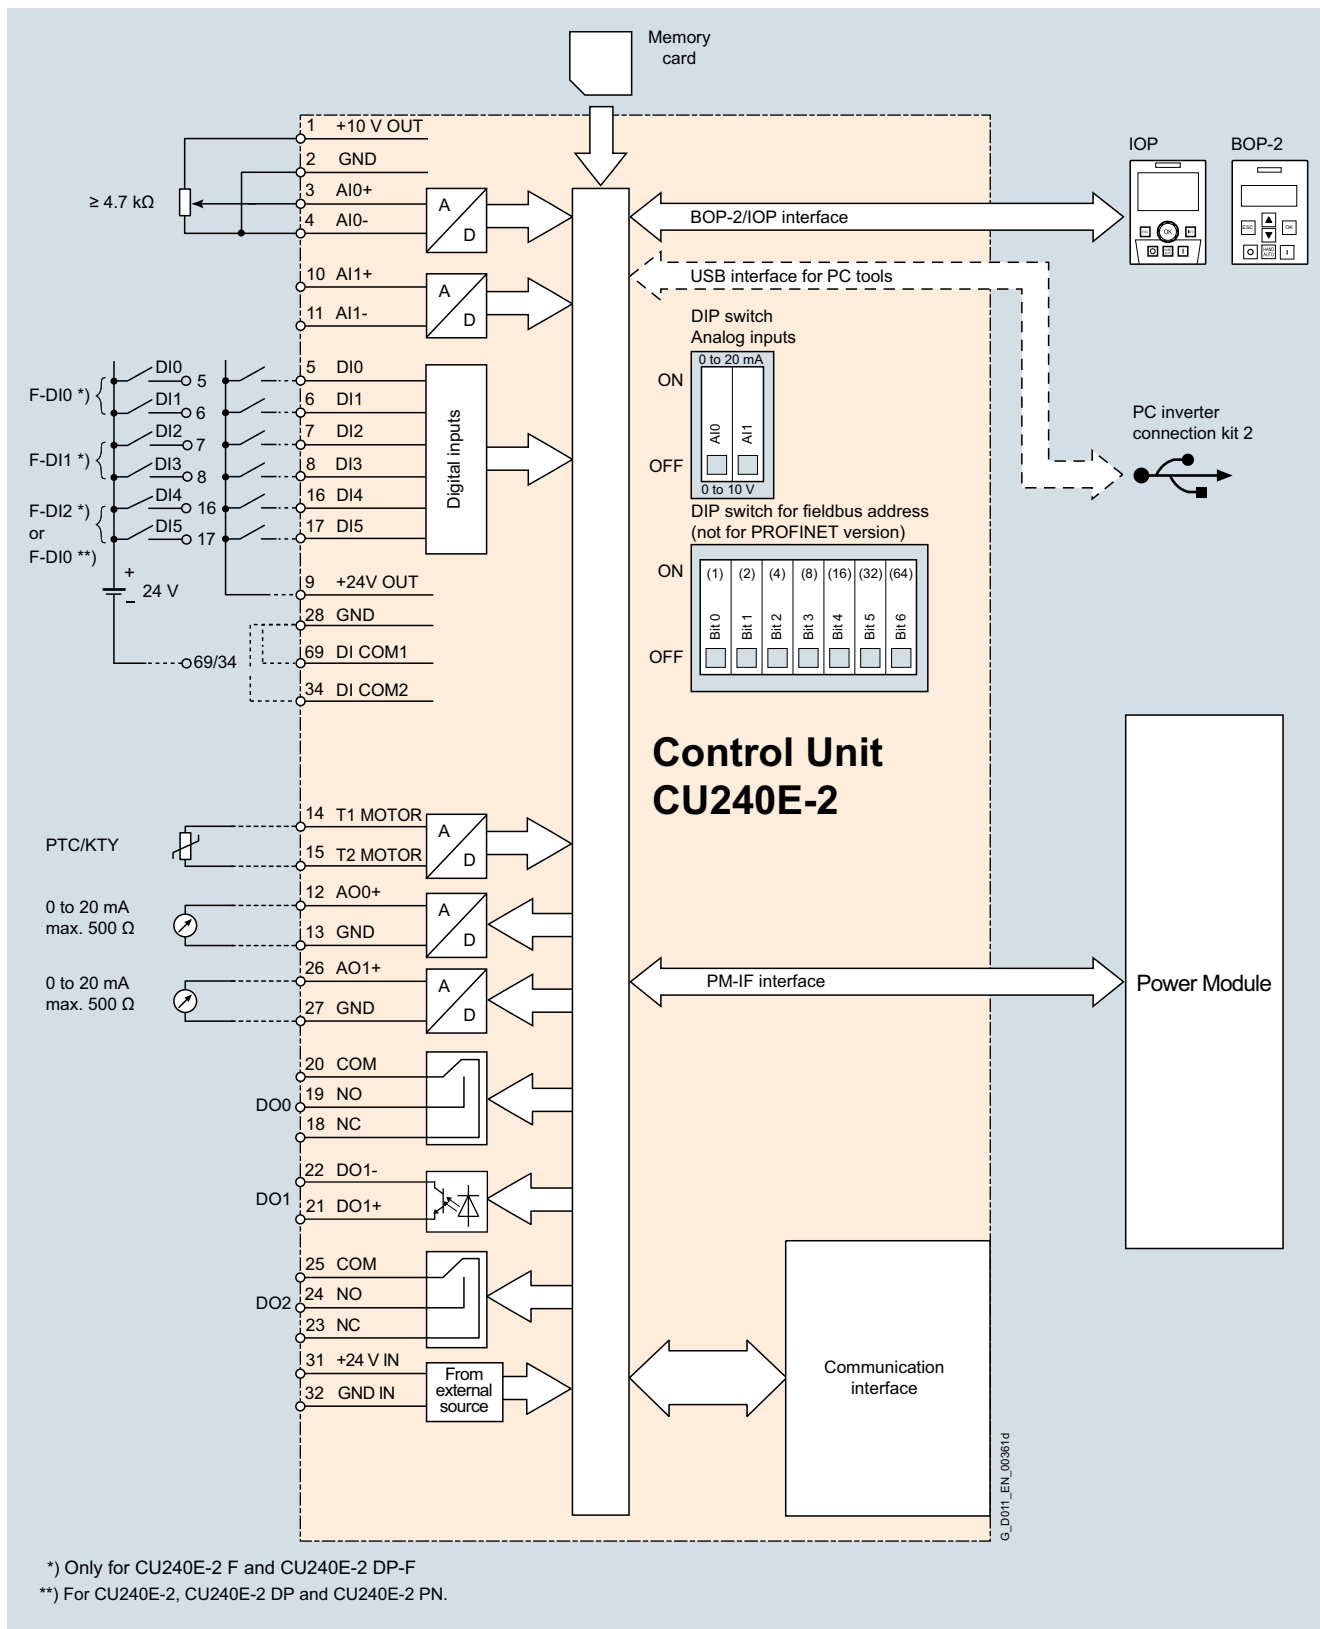 Memory
card
1 +10 V OUT
2 GND
3 AI0+
4 AI0-
≥ 4.7 kΩ
A
D
10 AI1+
11 AI1-
A
D
BOP-2/IOP interface
IOP
BOP-2
ESC
OK
HAND
AUTO
I
OK
I
USB interface for PC tools
DIP switch
Analog inputs
0 to 20 mA
ON
AI0
AI1
OFF
0 to 10 V
PC inverter
connection kit 2
F-DI0 *)
F-DI1 *)
F-DI2 *)
or
F-DI0 **)
DI0 5
DI1 6
DI2 7
DI3 8
DI4 16
DI5 17
+
24 V
–
69/34
5 DI0
6 DI1
7 DI2
8 DI3
16 DI4
17 DI5
Digital inputs
9 +24V OUT
28 GND
69 DI COM1
34 DI COM2
DIP switch for fieldbus address
(not for PROFINET version)
ON
(1) (2) (4) (8) (16) (32) (64)
Bit 0
Bit 1
Bit 2
Bit 3
Bit 4
Bit 5
Bit 6
OFF
Control Unit
CU240E-2
PTC/KTY
14 T1 MOTOR
15 T2 MOTOR
A
D
0 to 20 mA
max. 500 Ω
12 AO0+
13 GND
A
D
0 to 20 mA
max. 500 Ω
26 AO1+
27 GND
A
D
PM-IF interface
Power Module
DO0
20 COM
19 NO
18 NC
DO1
22 DO1-
21 DO1+
DO2
25 COM
24 NO
23 NC
31 +24 V IN
32 GND IN
From
external
source
Communication
interface
G_D011_EN_00361d
*) Only for CU240E-2 F and CU240E-2 DP-F
**) For CU240E-2, CU240E-2 DP and CU240E-2 PN.